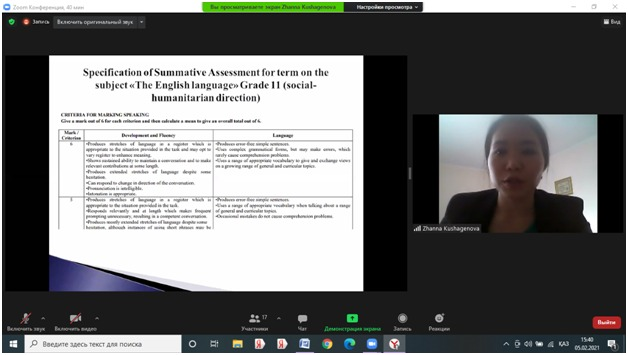 Zoom Конференция, 40 мин
Вы просматриваете экран Zhanna Kushagenova
Настройки просмотра
Запись
Включить оригинальный звук
Вид
Specification of Summative Assessment for term on the
subject «The English language» Grade 11 (social-
humanitarian direction)
CRITERIA FOR MARKING SPEAKING
Give a mark out of 6 for each criterion and then calculate a mean to give an overall total out of 6.
Mark / Criterion
Development and Fluency
Language
6
•Produces stretches of language in a register which is
appropriate to the situation provided in the task and may opt to
vary register to enhance meaning.
•Shows sustained ability to maintain a conversation and to make
relevant contributions at some length.
•Produces extended stretches of language despite some
hesitation.
•Can respond to change in direction of the conversation.
•Pronunciation is intelligible.
•Intonation is appropriate.
•Produces error-free simple sentences.
•Uses complex grammatical forms, but may make errors, which
rarely cause comprehension problems.
•Uses a range of appropriate vocabulary to give and exchange views
on a growing range of general and curricular topics.
5
•Produces stretches of language in a register which is
appropriate to the situation provided in the task.
•Responds relevantly and at length which makes frequent
prompting unnecessary, resulting in a competent conversation.
•Produces mostly extended stretches of language despite some
hesitation, although instances of using short phrases may be
•Produces error-free simple sentences.
•Uses a range of appropriate vocabulary when talking about a range
of general and curricular topics.
•Occasional mistakes do not cause comprehension problems.
Zhanna Kushagenova
Включить звук
Включить видео
17
Участники
Чат
Демонстрация экрана
Запись
Реакции
Выйти
Введите здесь текст для поиска
ҚАЗ
15:40
05.02.2021